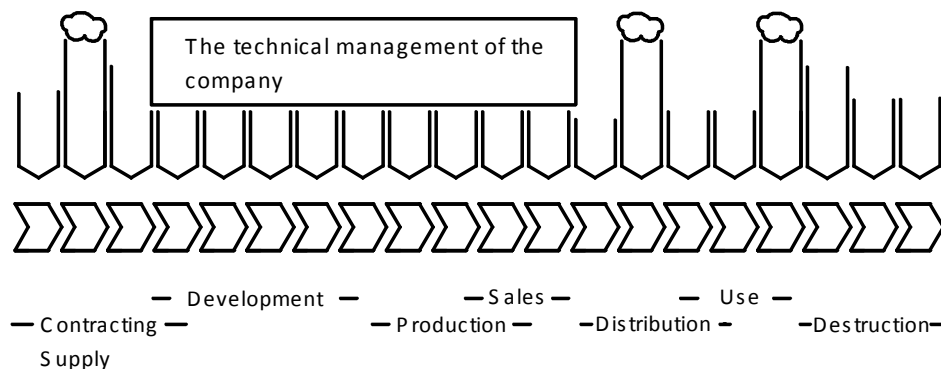 The technical management of the
company
Development
Sales
Use
Contracting
Production
Distribution
Destruction
Supply